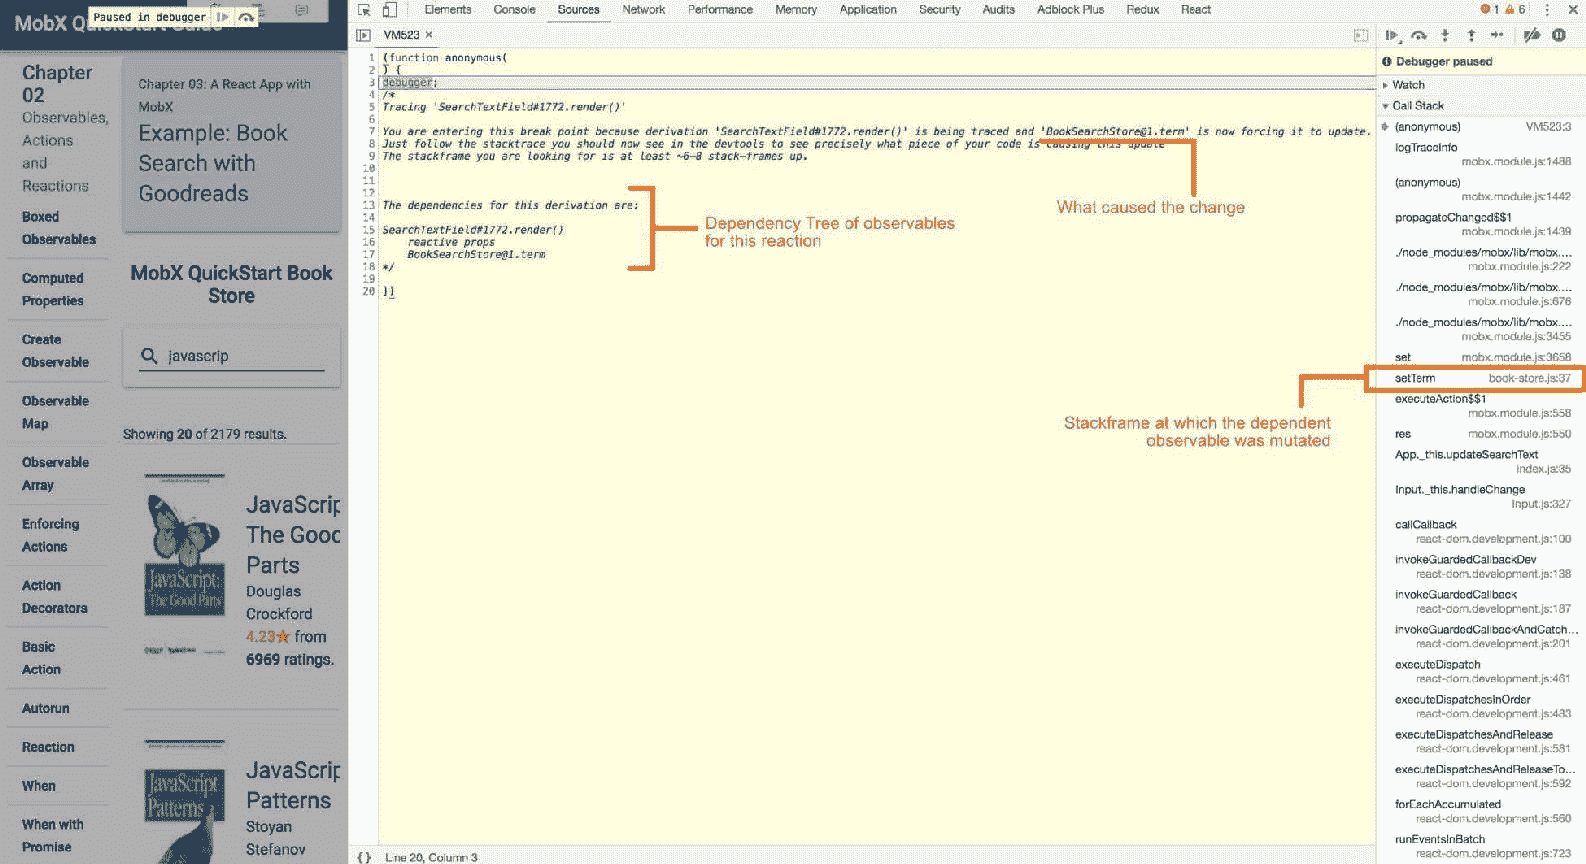 Paused in debugger
MobX QuickStart Guide
Chapter
02
Observables,
Actions
and
Reactions
Boxed
Observables
Computed
Properties
Create
Observable
Observable
Map
Observable
Array
Enforcing
Actions
Action
Decorators
Basic
Action
Autorun
Reaction
When
When with
Promise
Chapter 03: A React App with
MobX
Example: Book
Search with
Goodreads
MobX QuickStart Book
Store
javascrip
Showing 20 of 2179 results.
JavaScript: The Good Parts
JavaScrip
The Good
Parts
Douglas
Crockford
4.23★ from
6969 ratings.
JavaScript
Patterns
JavaScrip
Patterns
Stoyan
Stefanov
Elements Console Sources Network Performance Memory Application Security Audits Adblock Plus Redux React
1 6
VM523 ×
1 (function anonymous(
2 ) {
3 debugger;
4 /*
5 Tracing 'SearchTextField#1772.render()'
6
7 You are entering this break point because derivation 'SearchTextField#1772.render()' is being traced and 'BookSearchStore@1.term' is now forcing it to update.
8 Just follow the stacktrace you should now see in the devtools to see precisely what piece of your code is causing this update
9 The stackframe you are looking for is at least ~6-8 stack-frames up.
10
11
12
13 The dependencies for this derivation are:
14
15 SearchTextField#1772.render()
16 reactive props
17 BookSearchStore@1.term
18 */
19
20 })
What caused the change
Dependency Tree of observables
for this reaction
Stackframe at which the dependent
observable was mutated
{} Line 20, Column 3
Debugger paused
Watch
Call Stack
(anonymous) VM523:3
logTraceInfo
mobx.module.js:1488
(anonymous)
mobx.module.js:1442
propagateChanged$$1
mobx.module.js:1439
./node_modules/mobx/lib/mobx....
mobx.module.js:222
./node_modules/mobx/lib/mobx....
mobx.module.js:676
./node_modules/mobx/lib/mobx....
mobx.module.js:3455
set mobx.module.js:3658
setTerm book-store.js:37
executeAction$$1
mobx.module.js:558
res mobx.module.js:550
App._this.updateSearchText
index.js:35
Input._this.handleChange
Input.js:327
callCallback
react-dom.development.js:100
invokeGuardedCallbackDev
react-dom.development.js:138
invokeGuardedCallback
react-dom.development.js:187
invokeGuardedCallbackAndCatch...
react-dom.development.js:201
executeDispatch
react-dom.development.js:461
executeDispatchesInOrder
react-dom.development.js:483
executeDispatchesAndRelease
react-dom.development.js:581
executeDispatchesAndReleaseTo...
react-dom.development.js:592
forEachAccumulated
react-dom.development.js:560
runEventsInBatch
react-dom.development.js:723